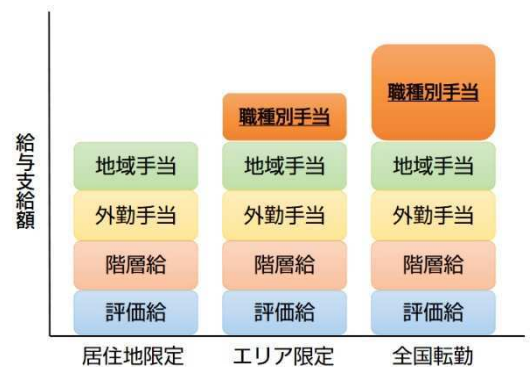 給与支給額
職種別手当
職種別手当
地域手当
地域手当
地域手当
外勤手当
外勤手当
外勤手当
階層給
階層給
階層給
評価給
評価給
評価給
居住地限定
エリア限定
全国転勤